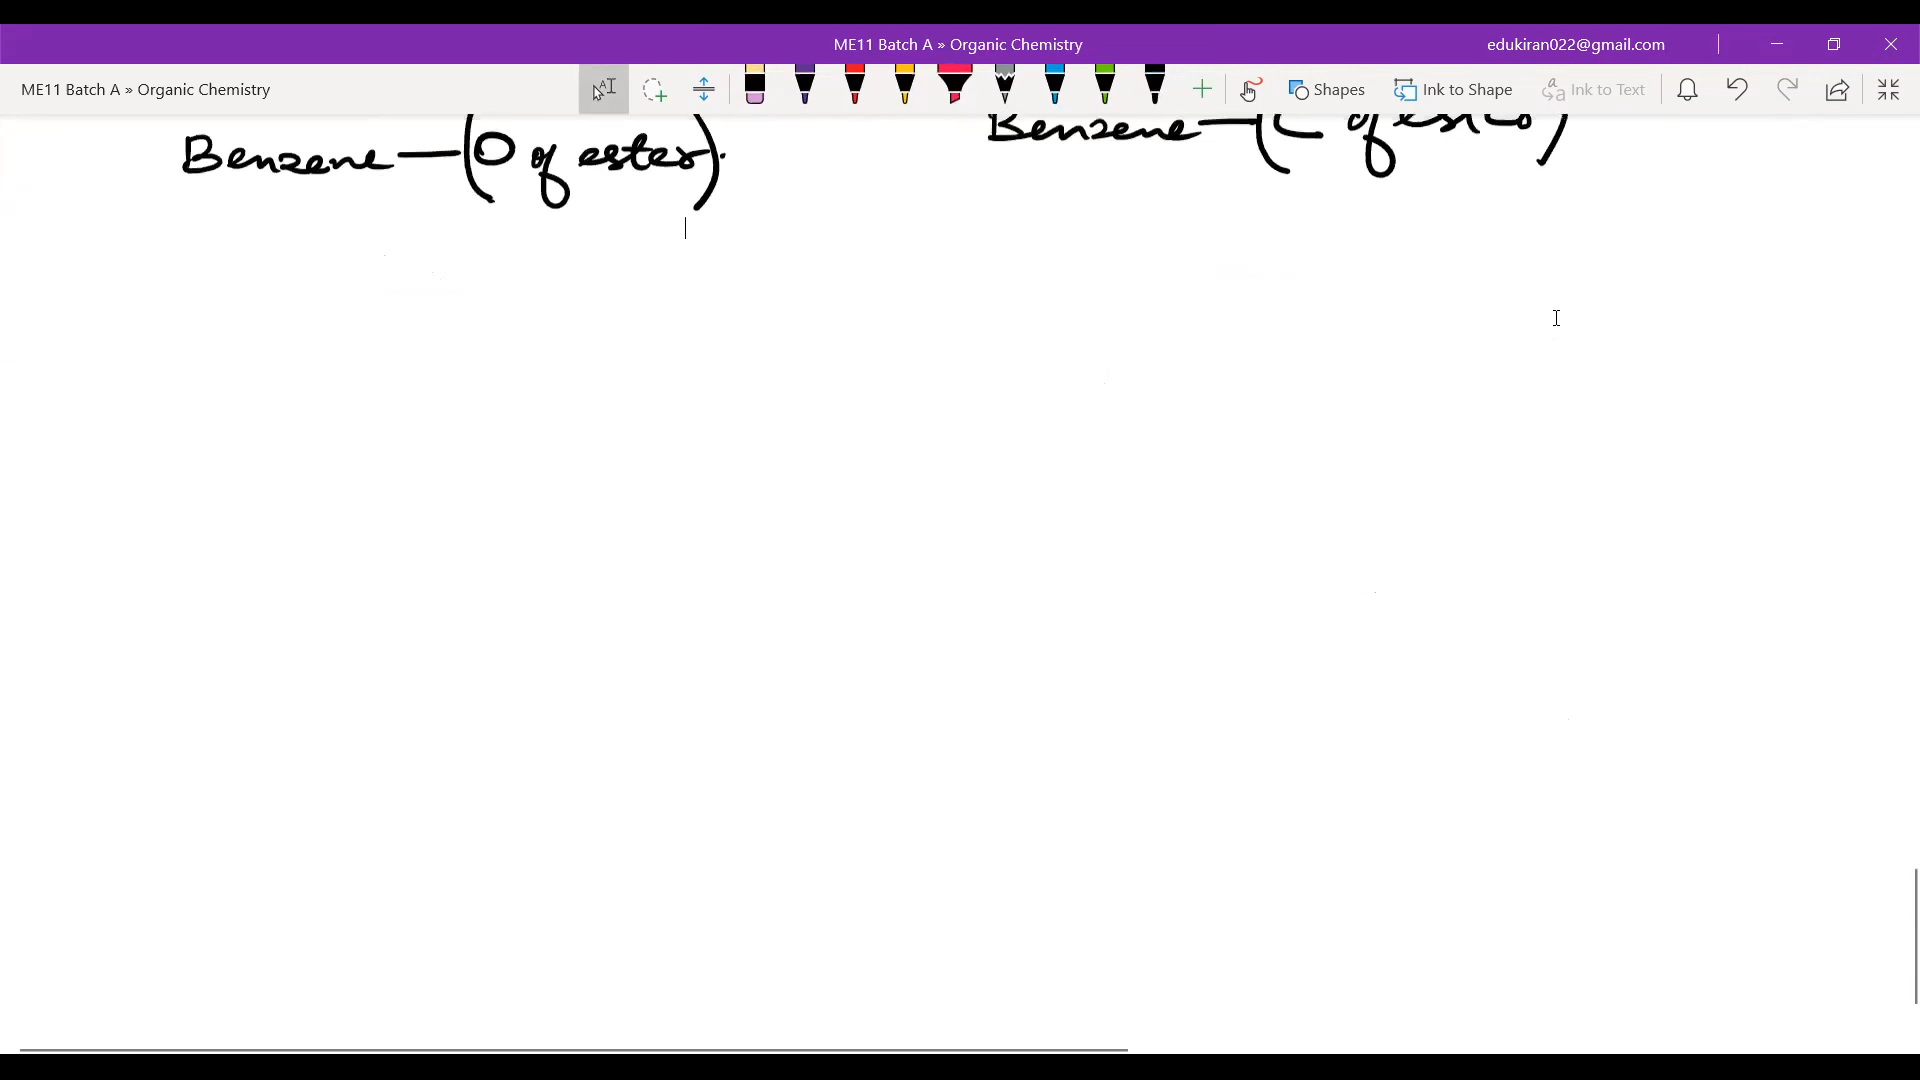 ME11 Batch A » Organic Chemistry
edukiran022@gmail.com
ME11 Batch A » Organic Chemistry
Shapes
Ink to Shape
Ink to Text
Benzene—(O of ester).
Benzene—(C of ester)